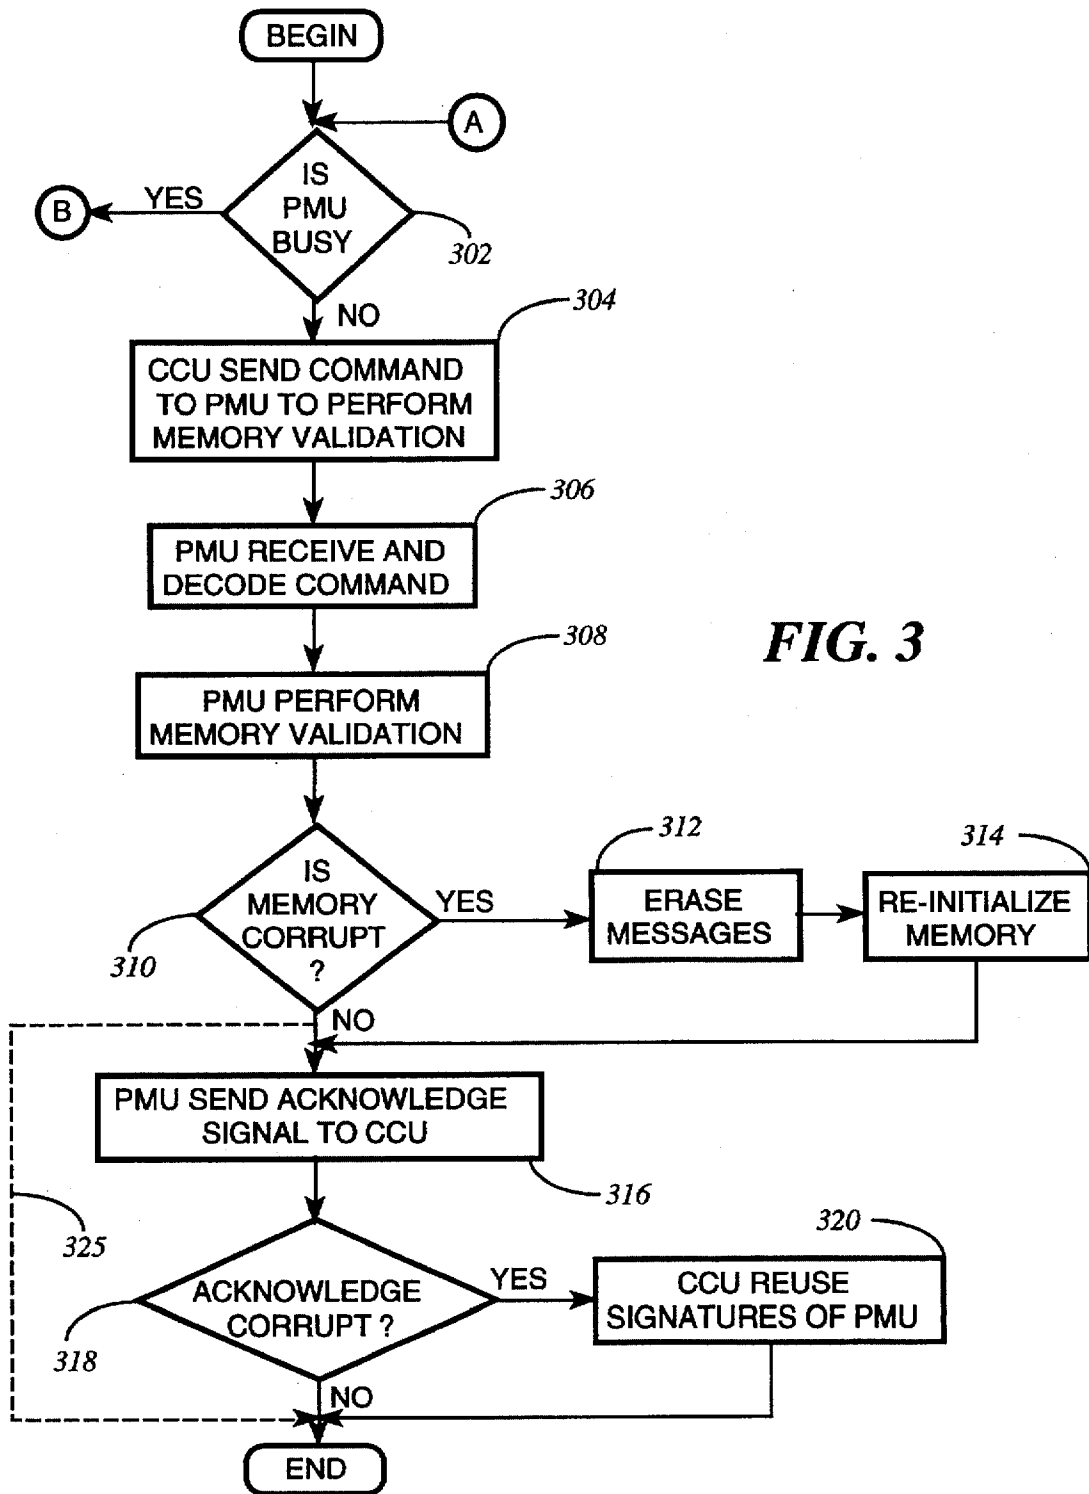 BEGIN
A
IS
PMU
BUSY
YES
B
302
NO
304
CCU SEND COMMAND
TO PMU TO PERFORM
MEMORY VALIDATION
306
PMU RECEIVE AND
DECODE COMMAND
308
FIG. 3
PMU PERFORM
MEMORY VALIDATION
IS
MEMORY
CORRUPT
?
310
YES
312
ERASE
MESSAGES
314
RE-INITIALIZE
MEMORY
NO
PMU SEND ACKNOWLEDGE
SIGNAL TO CCU
316
325
ACKNOWLEDGE
CORRUPT ?
318
YES
320
CCU REUSE
SIGNATURES OF PMU
NO
END